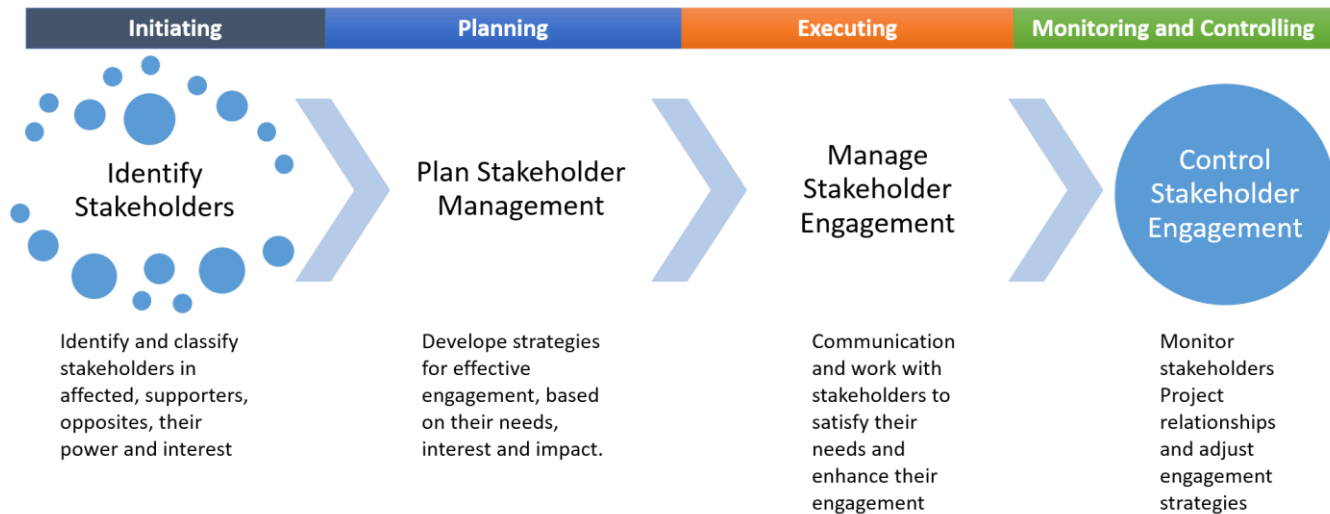 Initiating
Planning
Executing
Monitoring and Controlling
Identify
Stakeholders
Plan Stakeholder
Management
Manage
Stakeholder
Engagement
Control
Stakeholder
Engagement
Identify and classify
stakeholders in
affected, supporters,
opposites, their
power and interest
Develope strategies
for effective
engagement, based
on their needs,
interest and impact.
Communication
and work with
stakeholders to
satisfy their
needs and
enhance their
engagement
Monitor
stakeholders
Project
relationships
and adjust
engagement
strategies